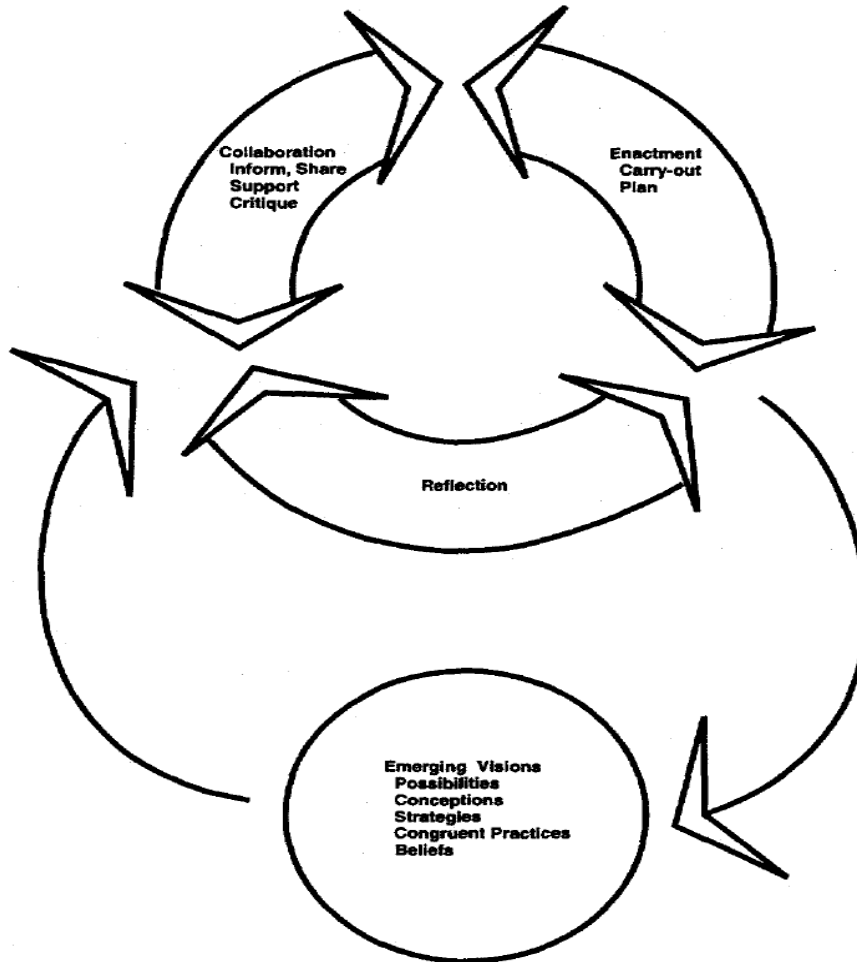 Collaboration
Inform, Share
Support
Critique
Enactment
Carry-out
Plan
Reflection
Emerging Visions
Possibilities
Conceptions
Strategies
Congruent Practices
Beliefs